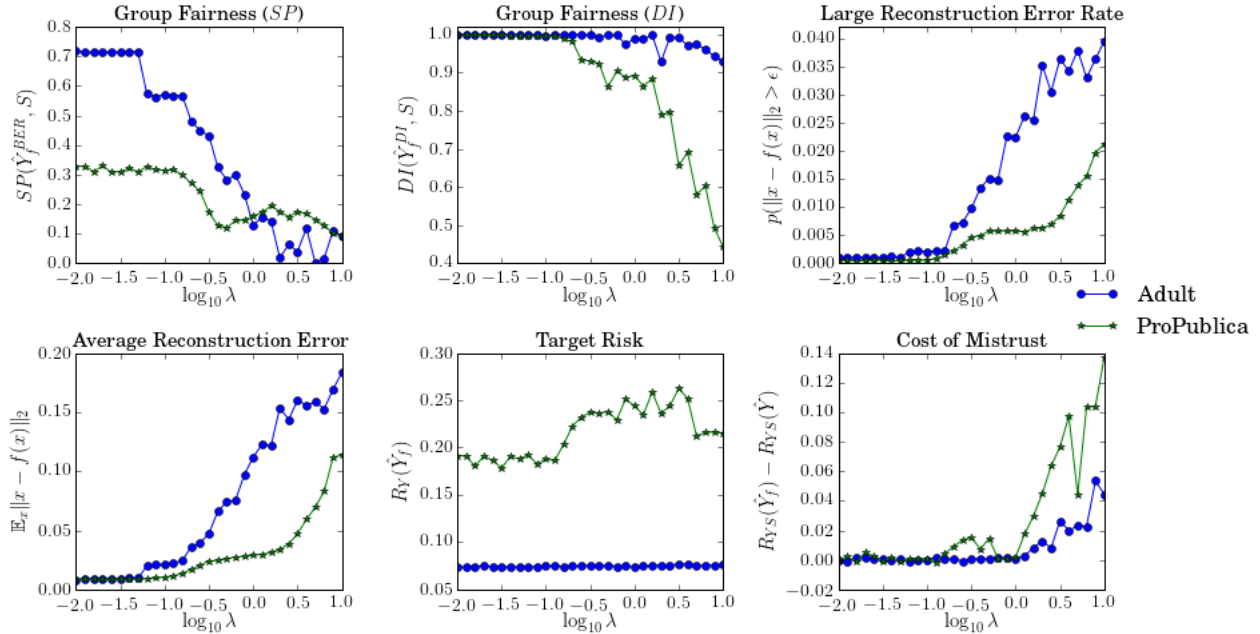 Group Fairness (SP)
0.8
0.7
0.6
0.5
0.4
0.3
0.2
0.1
0.0
SP(Ŷ_f^{BER}, S)
−2.0 −1.5 −1.0 −0.5 0.0 0.5 1.0
log₁₀ λ
Group Fairness (DI)
1.0
0.9
0.8
0.7
0.6
0.5
0.4
DI(Ŷ_f^{DI}, S)
−2.0 −1.5 −1.0 −0.5 0.0 0.5 1.0
log₁₀ λ
Large Reconstruction Error Rate
0.040
0.035
0.030
0.025
0.020
0.015
0.010
0.005
0.000
p(||x − f(x)||₂ > ϵ)
−2.0 −1.5 −1.0 −0.5 0.0 0.5 1.0
log₁₀ λ
Adult
ProPublica
Average Reconstruction Error
0.20
0.15
0.10
0.05
0.00
𝔼ₓ||x − f(x)||₂
−2.0 −1.5 −1.0 −0.5 0.0 0.5 1.0
log₁₀ λ
Target Risk
0.30
0.25
0.20
0.15
0.10
0.05
R_Y(Ŷ_f)
−2.0 −1.5 −1.0 −0.5 0.0 0.5 1.0
log₁₀ λ
Cost of Mistrust
0.14
0.12
0.10
0.08
0.06
0.04
0.02
0.00
−0.02
R_{YS}(Ŷ_f) − R_{YS}(Ŷ)
−2.0 −1.5 −1.0 −0.5 0.0 0.5 1.0
log₁₀ λ